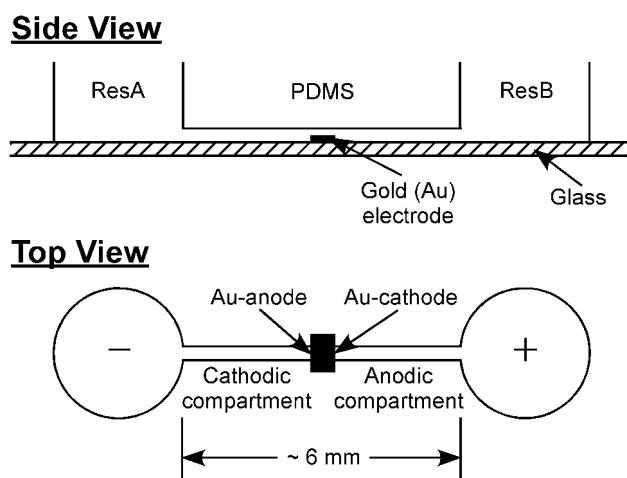 Side View
ResA
PDMS
ResB
Gold (Au)
electrode
Glass
Top View
Au-anode
Au-cathode
−
+
Cathodic
compartment
Anodic
compartment
~ 6 mm